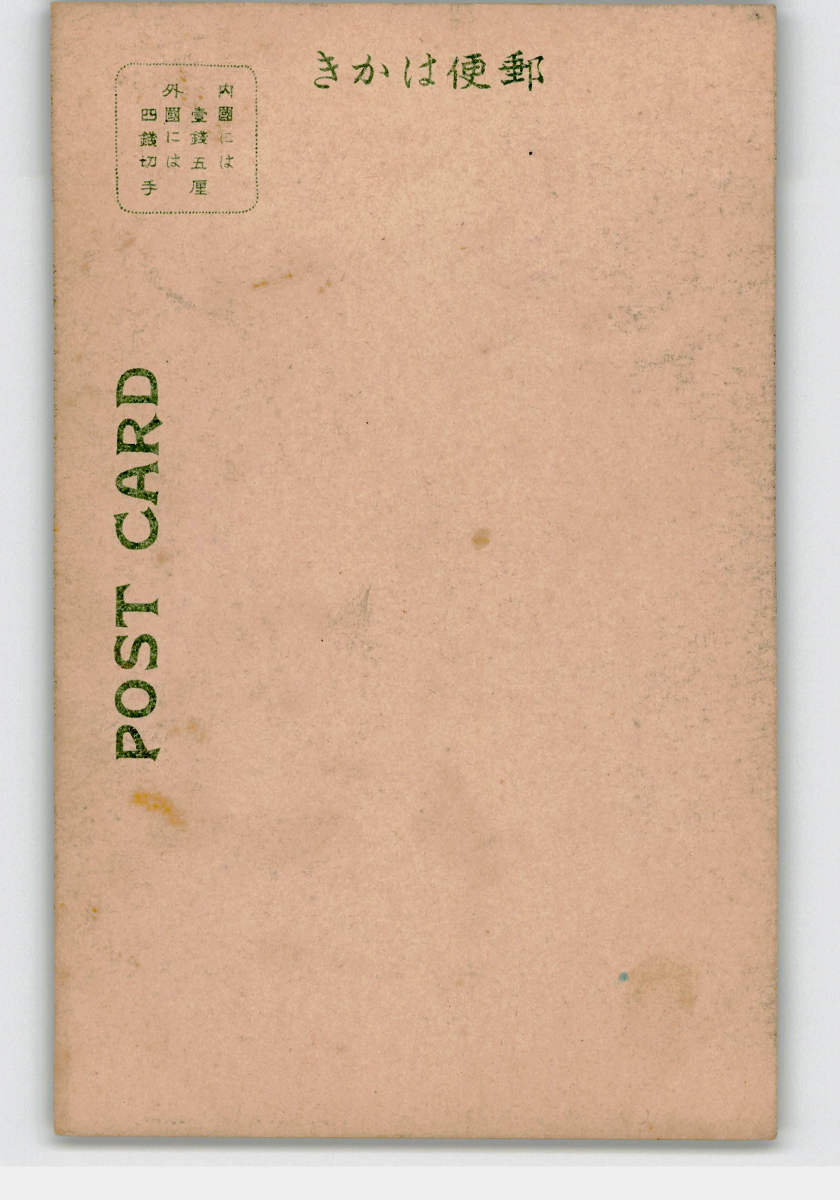 郵便はかき
内國には
壹錢五厘
外國には
四錢切手
POST CARD